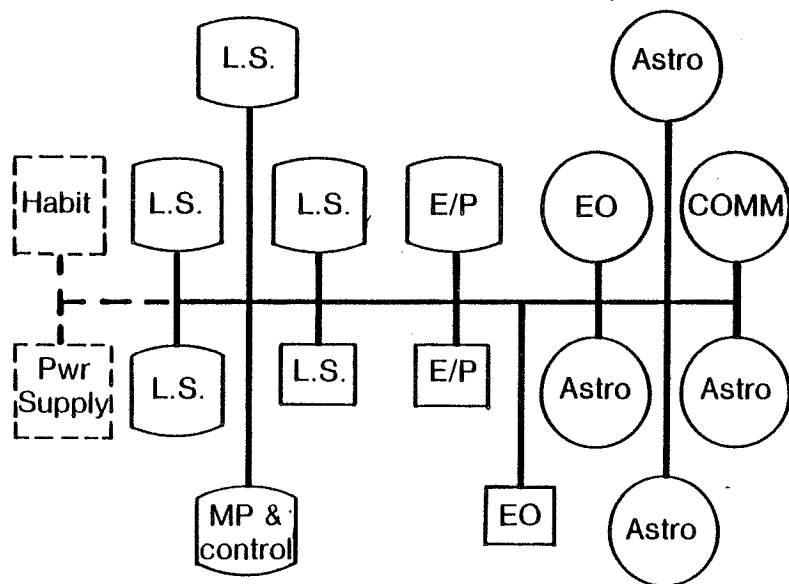 L.S.
Astro
Habit
L.S.
L.S.
E/P
EO
COMM
Pwr
Supply
L.S.
L.S.
E/P
Astro
Astro
MP &
control
EO
Astro